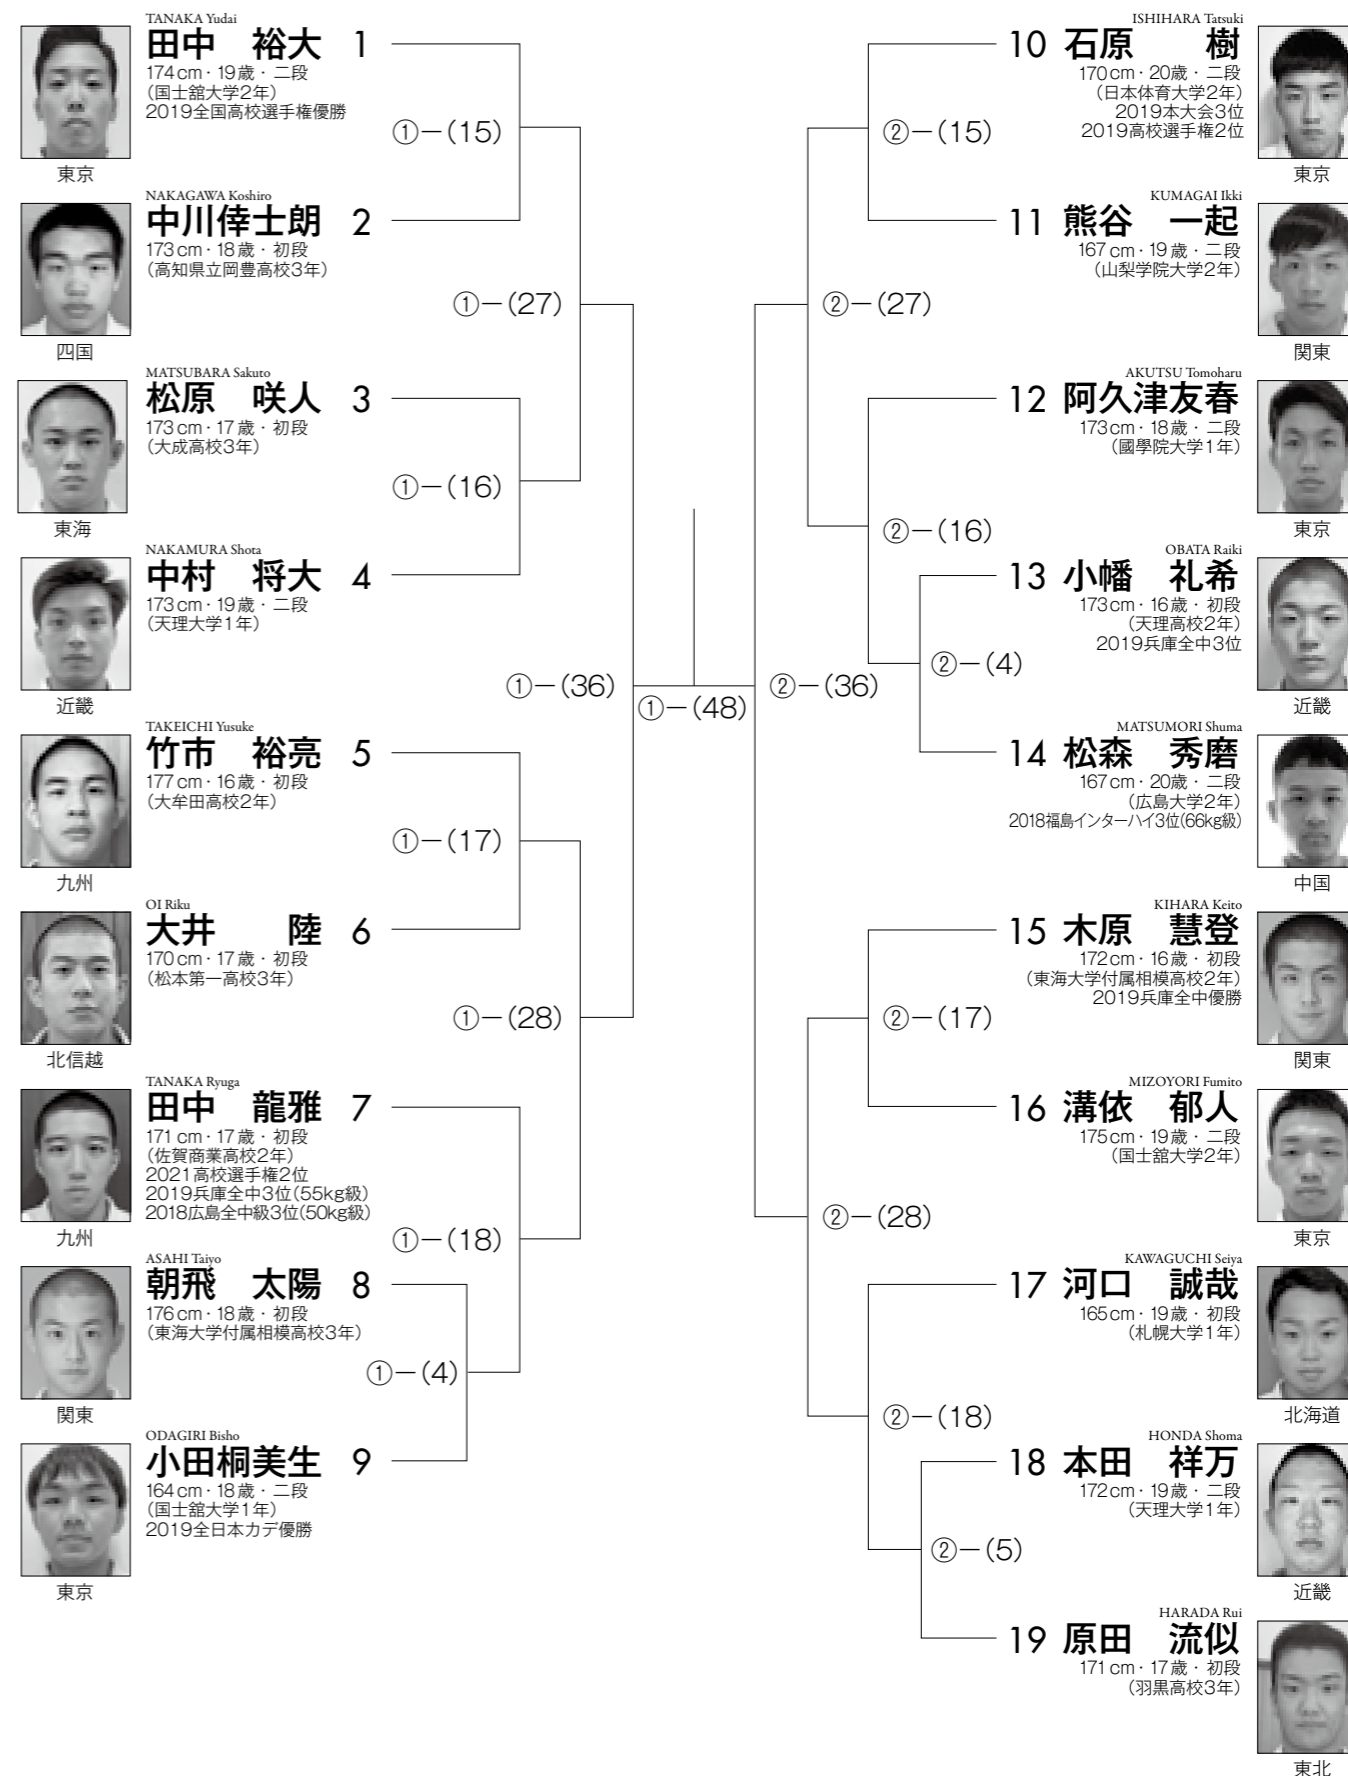 TANAKA Yudai
田中 裕大 1
174cm・19歳・二段
(国士舘大学2年)
2019全国高校選手権優勝
東京
①－(15)
NAKAGAWA Koshiro
中川倖士朗 2
173cm・18歳・初段
(高知県立岡豊高校3年)
四国
①－(27)
MATSUBARA Sakuto
松原 咲人 3
173cm・17歳・初段
(大成高校3年)
東海
①－(16)
NAKAMURA Shota
中村 将大 4
173cm・19歳・二段
(天理大学1年)
近畿
①－(36)
TAKEICHI Yusuke
竹市 裕亮 5
177cm・16歳・初段
(大牟田高校2年)
九州
①－(17)
OI Riku
大井 陸 6
170cm・17歳・初段
(松本第一高校3年)
北信越
①－(28)
TANAKA Ryuga
田中 龍雅 7
171cm・17歳・初段
(佐賀商業高校2年)
2021高校選手権2位
2019兵庫全中3位(55kg級)
2018広島全中級3位(50kg級)
九州
①－(18)
ASAHI Taiyo
朝飛 太陽 8
176cm・18歳・初段
(東海大学付属相模高校3年)
関東
①－(4)
ODAGIRI Bisho
小田桐美生 9
164cm・18歳・二段
(国士舘大学1年)
2019全日本カデ優勝
東京
①－(48)
ISHIHARA Tatsuki
10 石原 樹
170cm・20歳・二段
(日本体育大学2年)
2019本大会3位
2019高校選手権2位
東京
②－(15)
KUMAGAI Ikki
11 熊谷 一起
167cm・19歳・二段
(山梨学院大学2年)
関東
②－(27)
AKUTSU Tomoharu
12 阿久津友春
173cm・18歳・二段
(國學院大学1年)
東京
②－(16)
OBATA Raiki
13 小幡 礼希
173cm・16歳・初段
(天理高校2年)
2019兵庫全中3位
近畿
②－(4)
②－(36)
MATSUMORI Shuma
14 松森 秀磨
167cm・20歳・二段
(広島大学2年)
2018福島インターハイ3位(66kg級)
中国
KIHARA Keito
15 木原 慧登
172cm・16歳・初段
(東海大学付属相模高校2年)
2019兵庫全中優勝
関東
②－(17)
MIZOYORI Fumito
16 溝依 郁人
175cm・19歳・二段
(国士舘大学2年)
東京
②－(28)
KAWAGUCHI Seiya
17 河口 誠哉
165cm・19歳・初段
(札幌大学1年)
北海道
②－(18)
HONDA Shoma
18 本田 祥万
172cm・19歳・二段
(天理大学1年)
近畿
②－(5)
HARADA Rui
19 原田 流似
171cm・17歳・初段
(羽黒高校3年)
東北